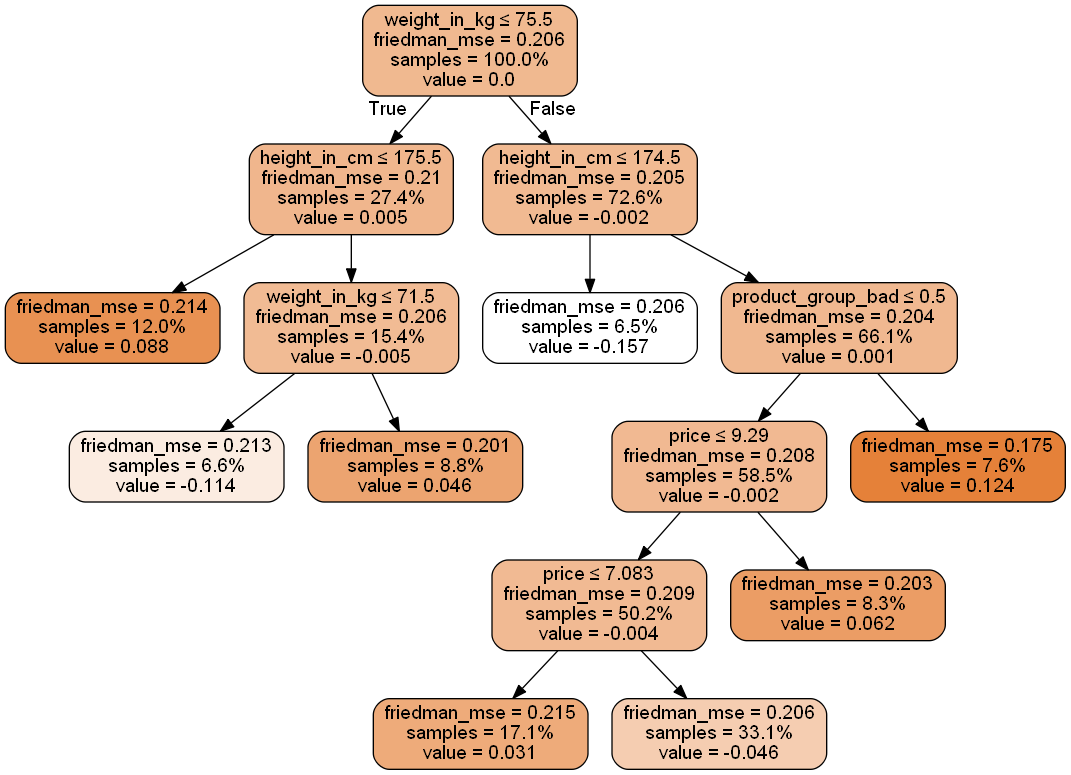 weight_in_kg ≤ 75.5
friedman_mse = 0.206
samples = 100.0%
value = 0.0
True
False
height_in_cm ≤ 175.5
friedman_mse = 0.21
samples = 27.4%
value = 0.005
height_in_cm ≤ 174.5
friedman_mse = 0.205
samples = 72.6%
value = -0.002
friedman_mse = 0.214
samples = 12.0%
value = 0.088
weight_in_kg ≤ 71.5
friedman_mse = 0.206
samples = 15.4%
value = -0.005
friedman_mse = 0.206
samples = 6.5%
value = -0.157
product_group_bad ≤ 0.5
friedman_mse = 0.204
samples = 66.1%
value = 0.001
friedman_mse = 0.213
samples = 6.6%
value = -0.114
friedman_mse = 0.201
samples = 8.8%
value = 0.046
price ≤ 9.29
friedman_mse = 0.208
samples = 58.5%
value = -0.002
friedman_mse = 0.175
samples = 7.6%
value = 0.124
price ≤ 7.083
friedman_mse = 0.209
samples = 50.2%
value = -0.004
friedman_mse = 0.203
samples = 8.3%
value = 0.062
friedman_mse = 0.215
samples = 17.1%
value = 0.031
friedman_mse = 0.206
samples = 33.1%
value = -0.046